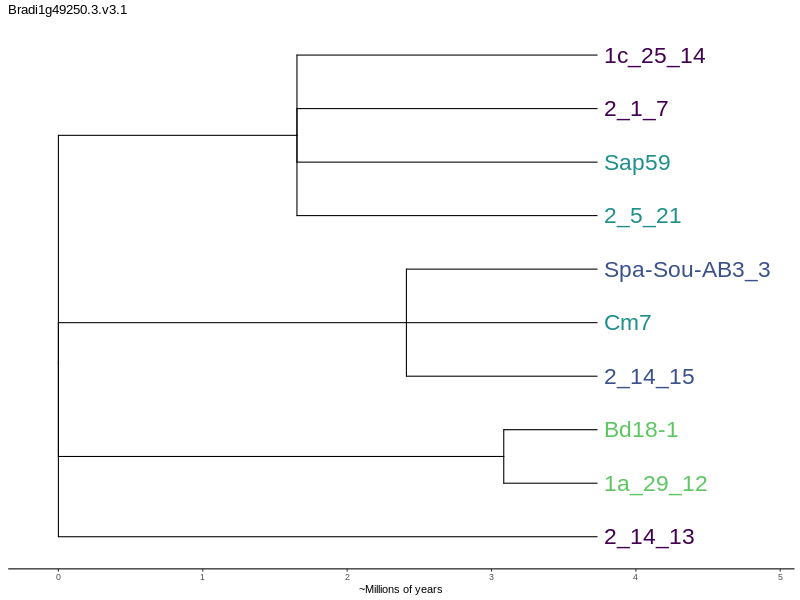 Bradi1g49250.3.v3.1
1c_25_14
2_1_7
Sap59
2_5_21
Spa-Sou-AB3_3
Cm7
2_14_15
Bd18-1
1a_29_12
2_14_13
0 1 2 3 4 5
~Millions of years